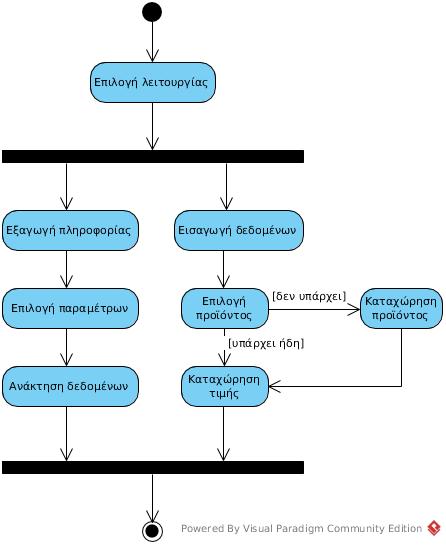 Επιλογή λειτουργίας
Εξαγωγή πληροφορίας
Εισαγωγή δεδομένων
Επιλογή παραμέτρων
Επιλογή
προϊόντος
[δεν υπάρχει]
Καταχώρηση
προϊόντος
[υπάρχει ήδη]
Ανάκτηση δεδομένων
Καταχώρηση
τιμής
Powered By Visual Paradigm Community Edition